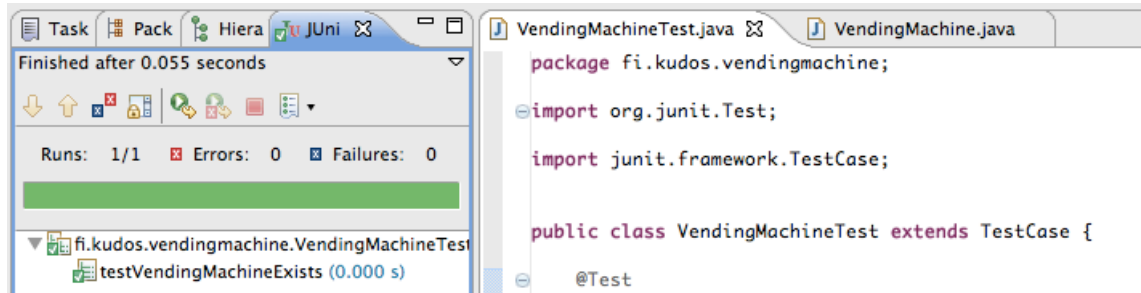 Task Pack Hiera JUni
Finished after 0.055 seconds
Runs: 1/1 Errors: 0 Failures: 0
fi.kudos.vendingmachine.VendingMachineTest
testVendingMachineExists (0.000 s)
VendingMachineTest.java VendingMachine.java
package fi.kudos.vendingmachine;
import org.junit.Test;
import junit.framework.TestCase;
public class VendingMachineTest extends TestCase {
@Test